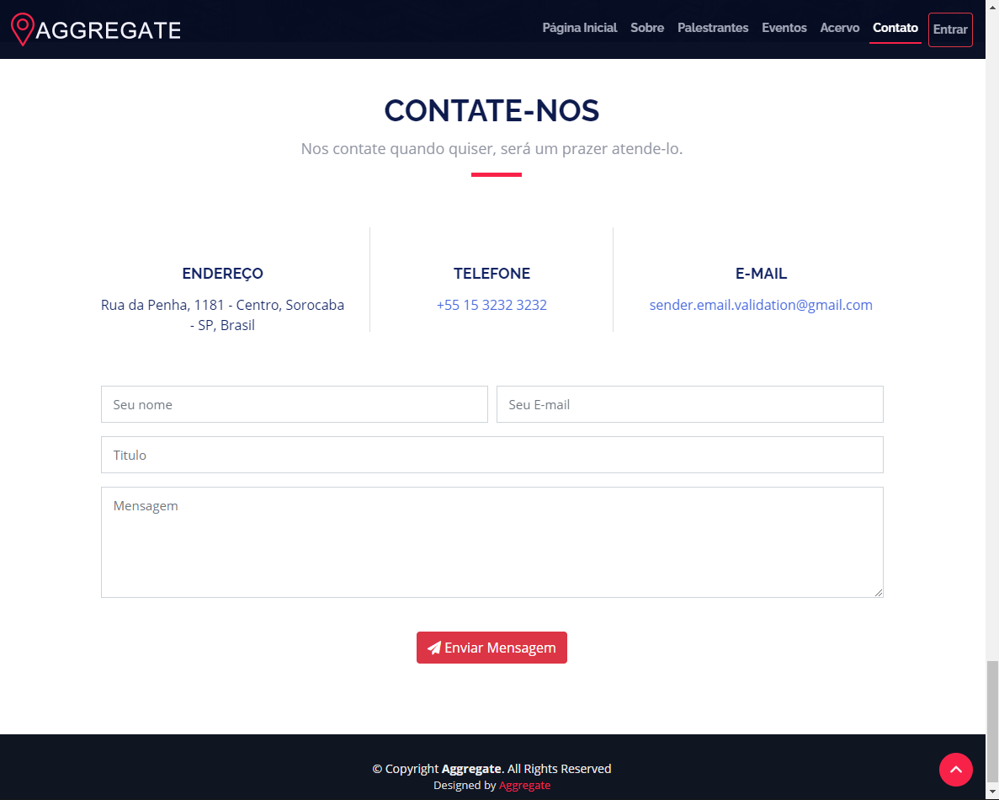 AGGREGATE
Página Inicial Sobre Palestrantes Eventos Acervo Contato Entrar
CONTATE-NOS
Nos contate quando quiser, será um prazer atende-lo.
ENDEREÇO
Rua da Penha, 1181 - Centro, Sorocaba
- SP, Brasil
TELEFONE
+55 15 3232 3232
E-MAIL
sender.email.validation@gmail.com
Seu nome
Seu E-mail
Titulo
Mensagem
Enviar Mensagem
© Copyright Aggregate. All Rights Reserved
Designed by Aggregate